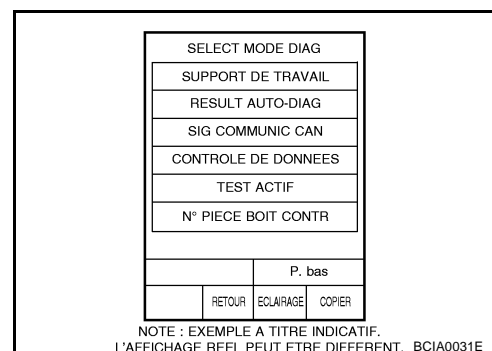 SELECT MODE DIAG
SUPPORT DE TRAVAIL
RESULT AUTO-DIAG
SIG COMMUNIC CAN
CONTROLE DE DONNEES
TEST ACTIF
N° PIECE BOIT CONTR
P. bas
RETOUR ECLAIRAGE COPIER
NOTE : EXEMPLE A TITRE INDICATIF.
L'AFFICHAGE REEL PEUT ETRE DIFFERENT. BCIA0031E